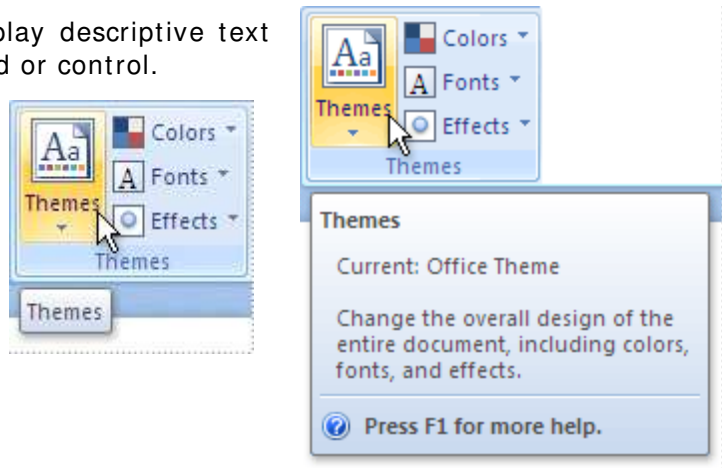 play descriptive text
d or control.
Aa
Colors
Fonts
Effects
Themes
Themes
Themes
Aa
Colors
A Fonts
Effects
Themes
Themes
Themes
Current: Office Theme
Change the overall design of the
entire document, including colors,
fonts, and effects.
Press F1 for more help.